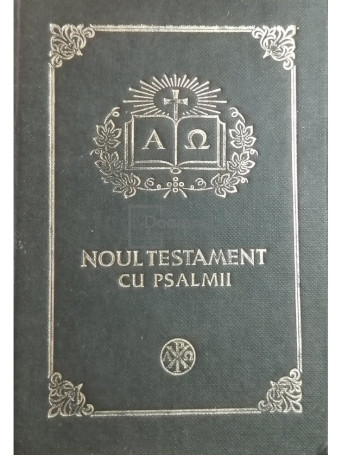 Α Ω
NOUL TESTAMENT
CU PSALMII